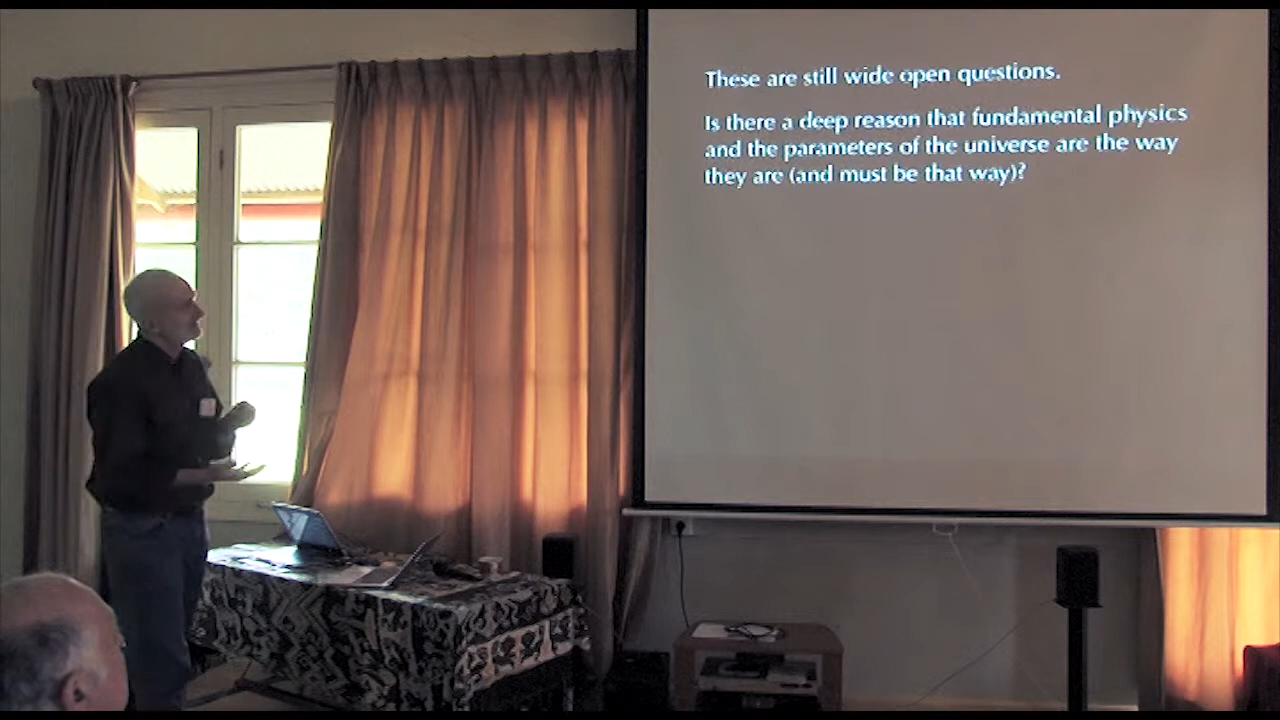 These are still wide open questions.
Is there a deep reason that fundamental physics
and the parameters of the universe are the way
they are (and must be that way)?